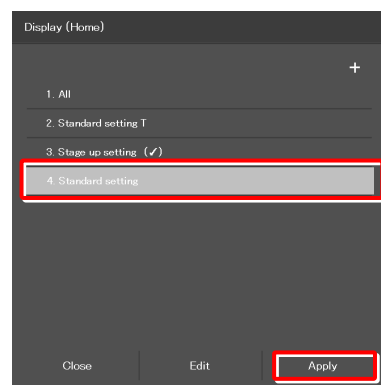 Display (Home)
+
1. All
2. Standard setting T
3. Stage up setting (✓)
4. Standard setting
Close Edit Apply